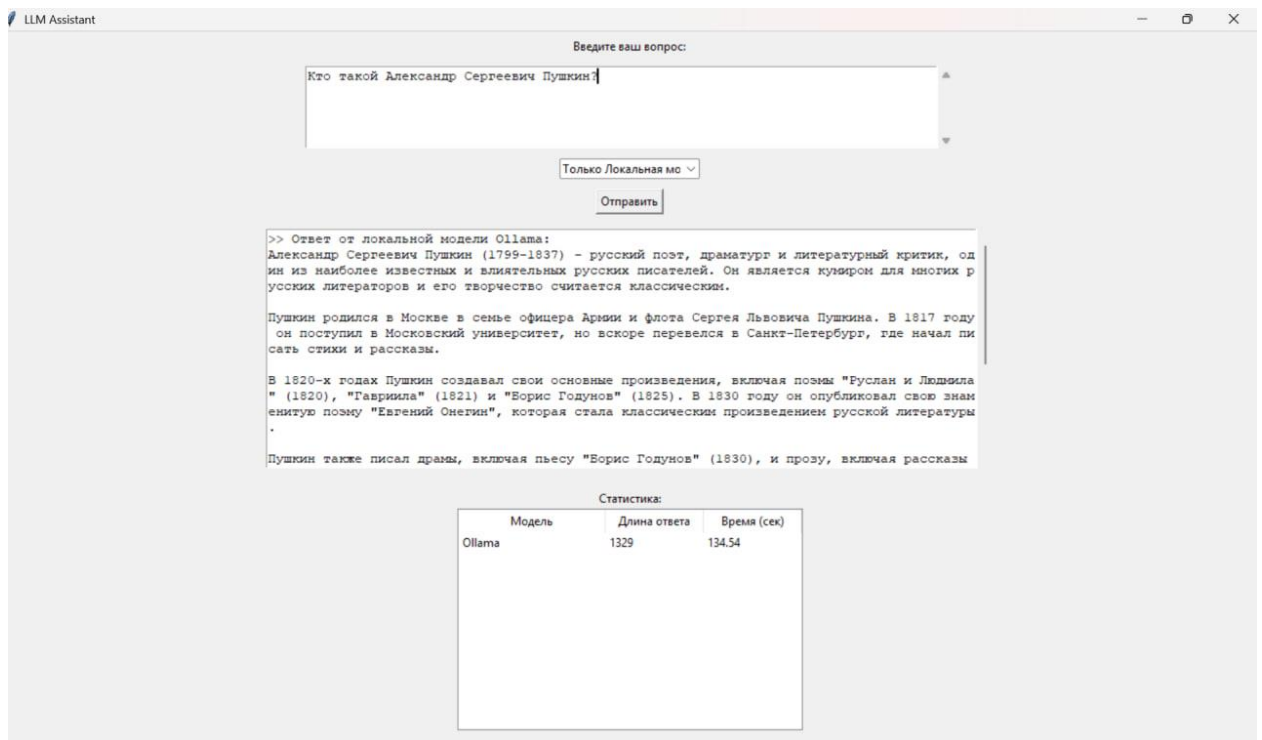 LLM Assistant
Введите ваш вопрос:
Кто такой Александр Сергеевич Пушкин?
Только Локальная мо
Отправить
>> Ответ от локальной модели Ollama:
Александр Сергеевич Пушкин (1799-1837) - русский поэт, драматург и литературный критик, од
ин из наиболее известных и влиятельных русских писателей. Он является кумиром для многих р
усских литераторов и его творчество считается классическим.
Пушкин родился в Москве в семье офицера Армии и флота Сергея Львовича Пушкина. В 1817 году
он поступил в Московский университет, но вскоре перевелся в Санкт-Петербург, где начал пи
сать стихи и рассказы.
В 1820-х годах Пушкин создавал свои основные произведения, включая поэмы "Руслан и Людмила
" (1820), "Гавриила" (1821) и "Борис Годунов" (1825). В 1830 году он опубликовал свою знам
енитую поэму "Евгений Онегин", которая стала классическим произведением русской литературы
.
Пушкин также писал драмы, включая пьесу "Борис Годунов" (1830), и прозу, включая рассказы
Статистика:
Модель Длина ответа Время (сек)
Ollama 1329 134.54